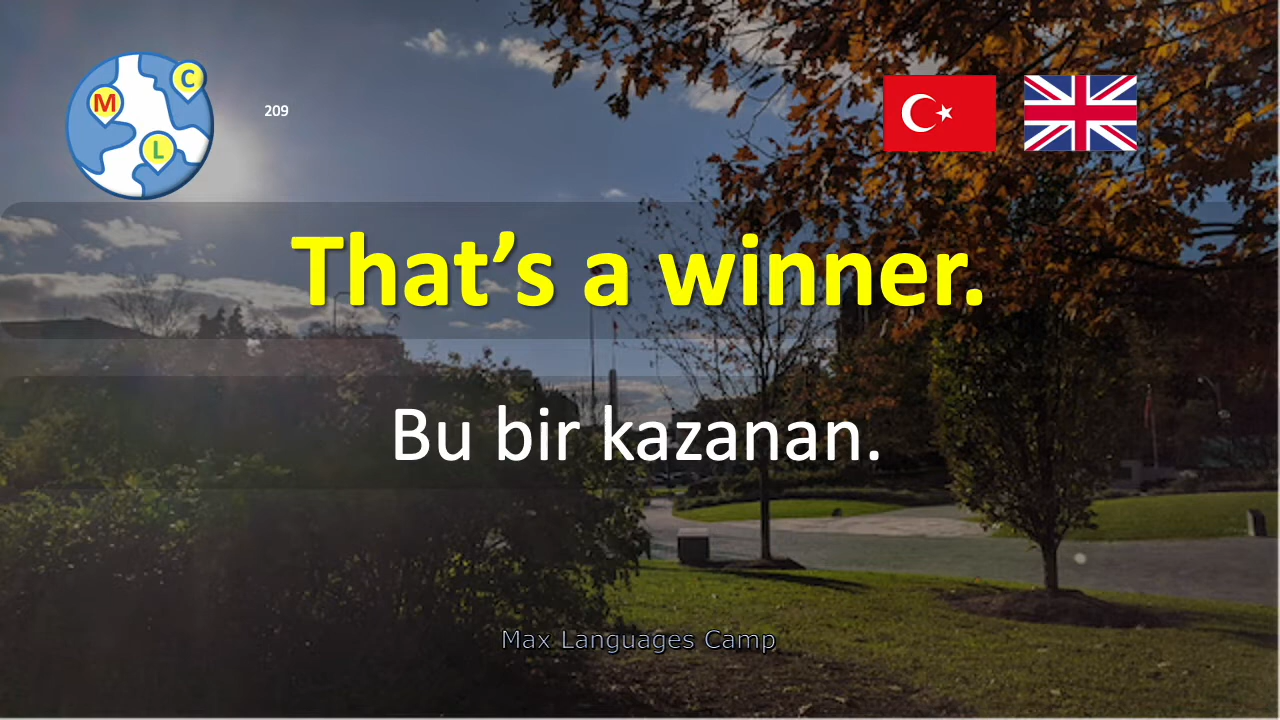 C
M
L
209
That’s a winner.
Bu bir kazanan.
Max Languages Camp